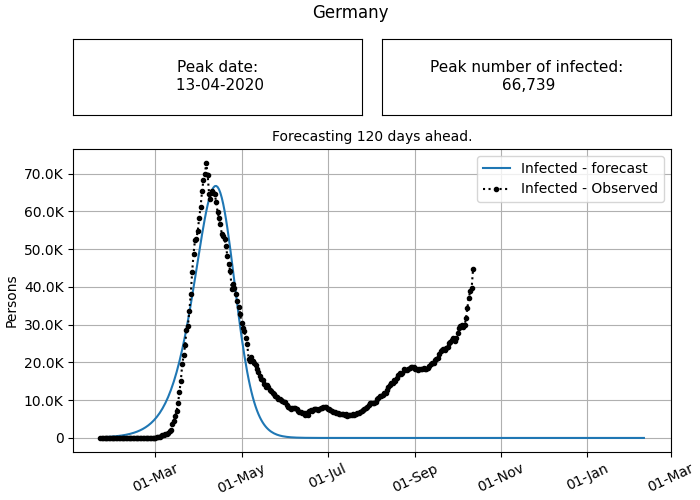 Germany
Peak date:
13-04-2020
Peak number of infected:
66,739
Forecasting 120 days ahead.
Infected - forecast
Infected - Observed
70.0K
60.0K
50.0K
40.0K
30.0K
20.0K
10.0K
0
Persons
01-Mar
01-May
01-Jul
01-Sep
01-Nov
01-Jan
01-Mar